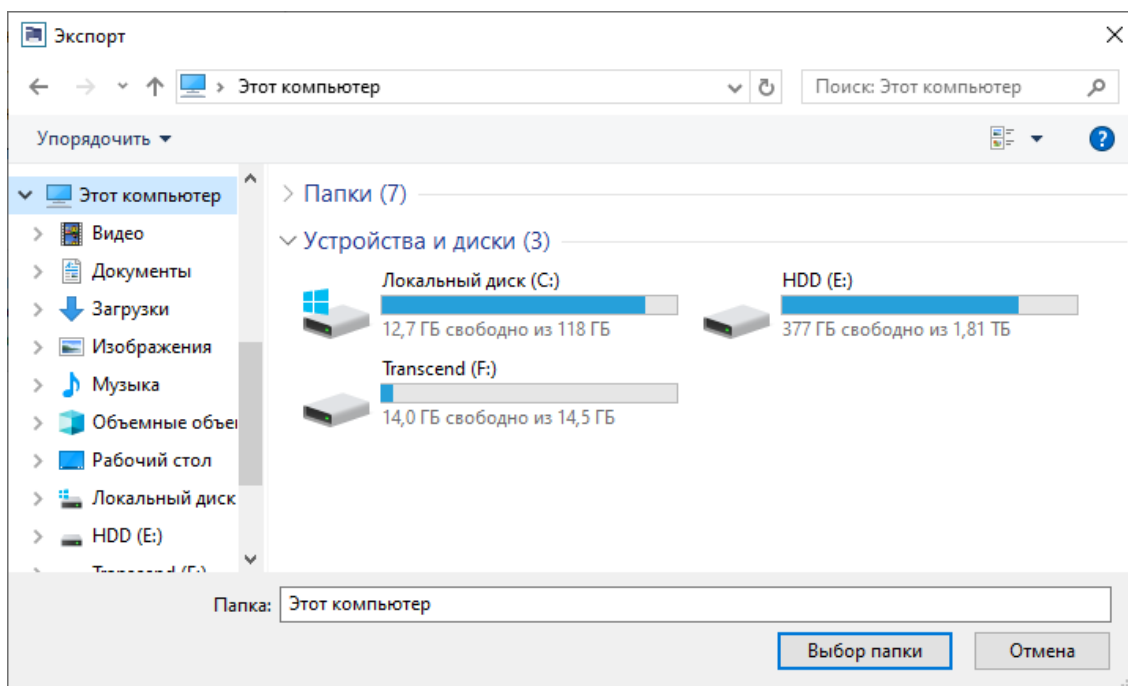 Экспорт
Этот компьютер
Поиск: Этот компьютер
Упорядочить
Этот компьютер
Видео
Документы
Загрузки
Изображения
Музыка
Объемные объе
Рабочий стол
Локальный диск
HDD (E:)
Transcend (F:)
Папки (7)
Устройства и диски (3)
Локальный диск (C:)
12,7 ГБ свободно из 118 ГБ
HDD (E:)
377 ГБ свободно из 1,81 ТБ
Transcend (F:)
14,0 ГБ свободно из 14,5 ГБ
Папка: Этот компьютер
Выбор папки Отмена